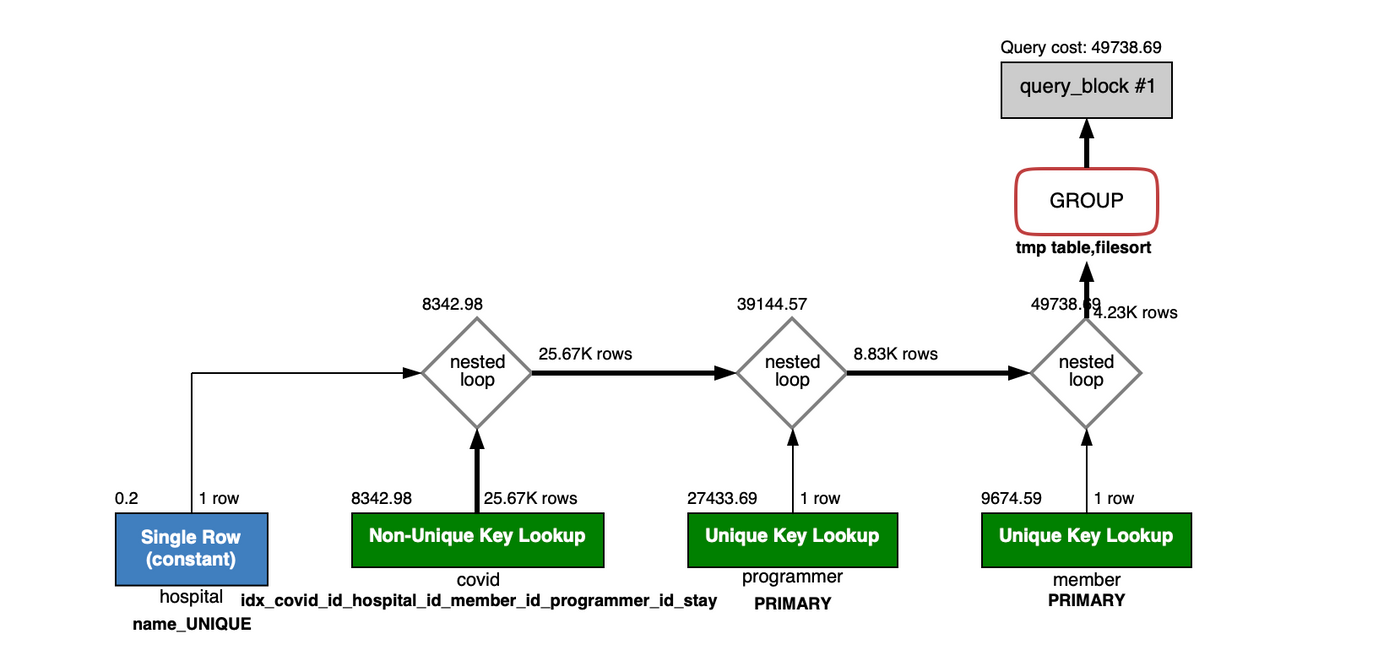 Query cost: 49738.69
query_block #1
GROUP
tmp table,filesort
8342.98
39144.57
49738.69
4.23K rows
nested
loop
25.67K rows
nested
loop
8.83K rows
nested
loop
0.2
1 row
8342.98
25.67K rows
27433.69
1 row
9674.59
1 row
Single Row
(constant)
Non-Unique Key Lookup
Unique Key Lookup
Unique Key Lookup
hospital
covid
programmer
member
name_UNIQUE
idx_covid_id_hospital_id_member_id_programmer_id_stay
PRIMARY
PRIMARY